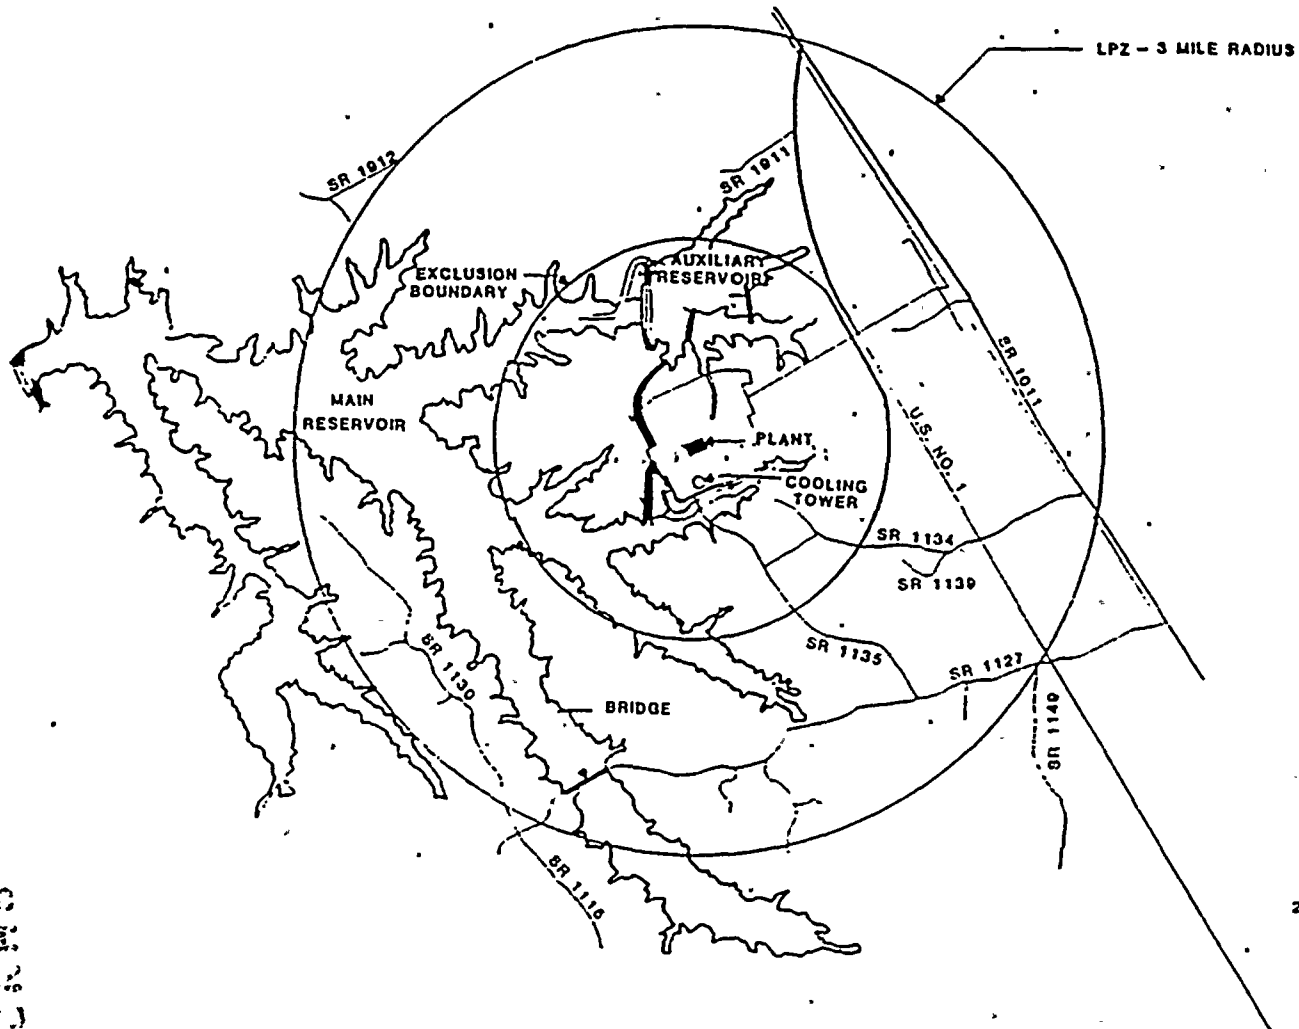 LPZ - 3 MILE RADIUS
SR 1912
SR 1911
EXCLUSION
BOUNDARY
AUXILIARY
RESERVOIR
SR 1011
MAIN
RESERVOIR
U.S. NO. 1
PLANT
COOLING
TOWER
SR 1134
SR 1139
SR 1135
SR 1127
SR 1130
BRIDGE
SR 1149
SR 1116
2